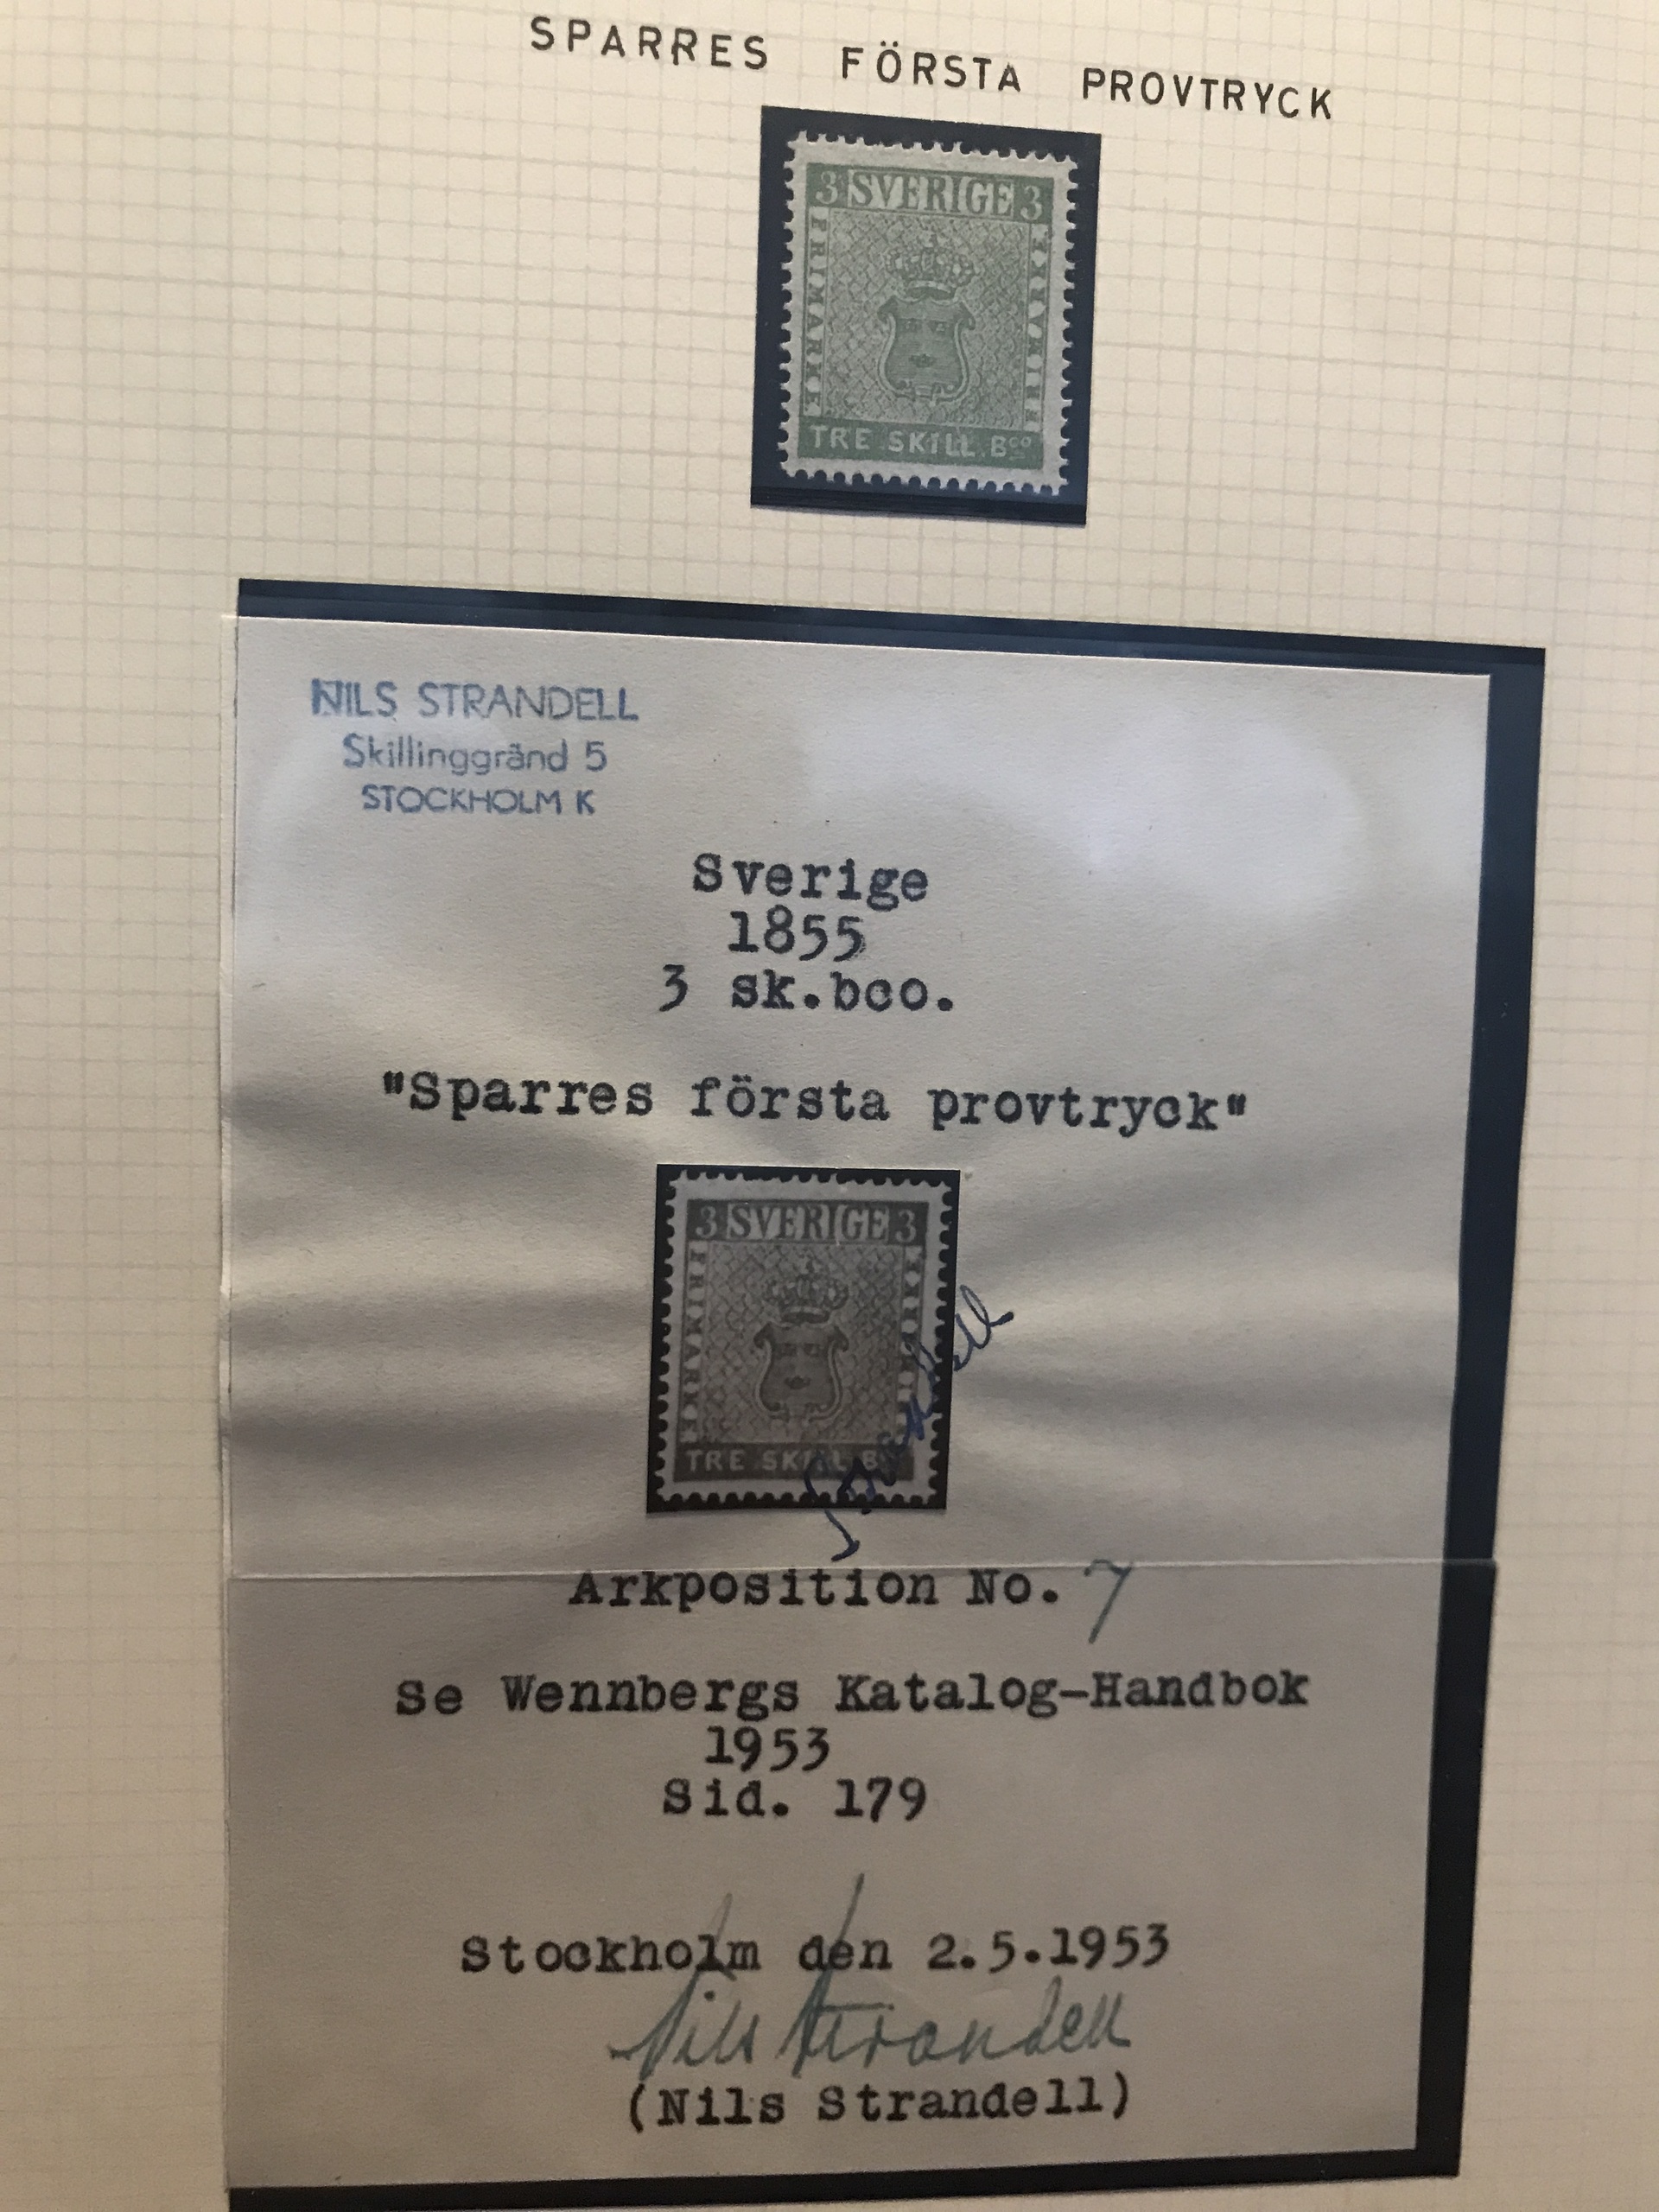 SPARRES FÖRSTA PROVTRYCK
3 SVERIGE 3
FRIMÄRKE
TRE SKILL. Bco
NILS STRANDELL
Skillinggränd 5
STOCKHOLM K
Sverige
1855
3 sk.bco.
"Sparres första provtryck"
3 SVERIGE 3
FRIMÄRKE
TRE SKILL. B
Strandell
Arkposition No. 7
Se Wennbergs Katalog-Handbok
1953
Sid. 179
Stockholm den 2.5.1953
Nils Strandell
(Nils Strandell)